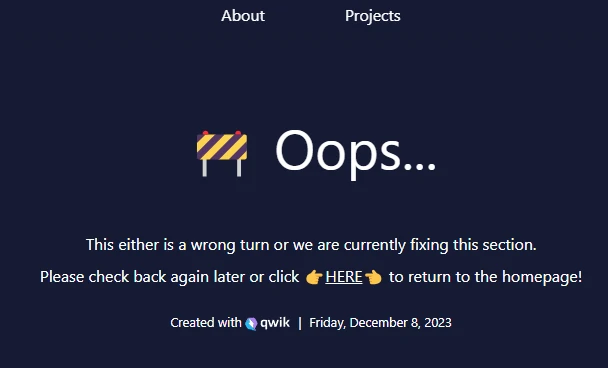 About Projects
🚧 Oops...
This either is a wrong turn or we are currently fixing this section.
Please check back again later or click 👉HERE👈 to return to the homepage!
Created with qwik | Friday, December 8, 2023